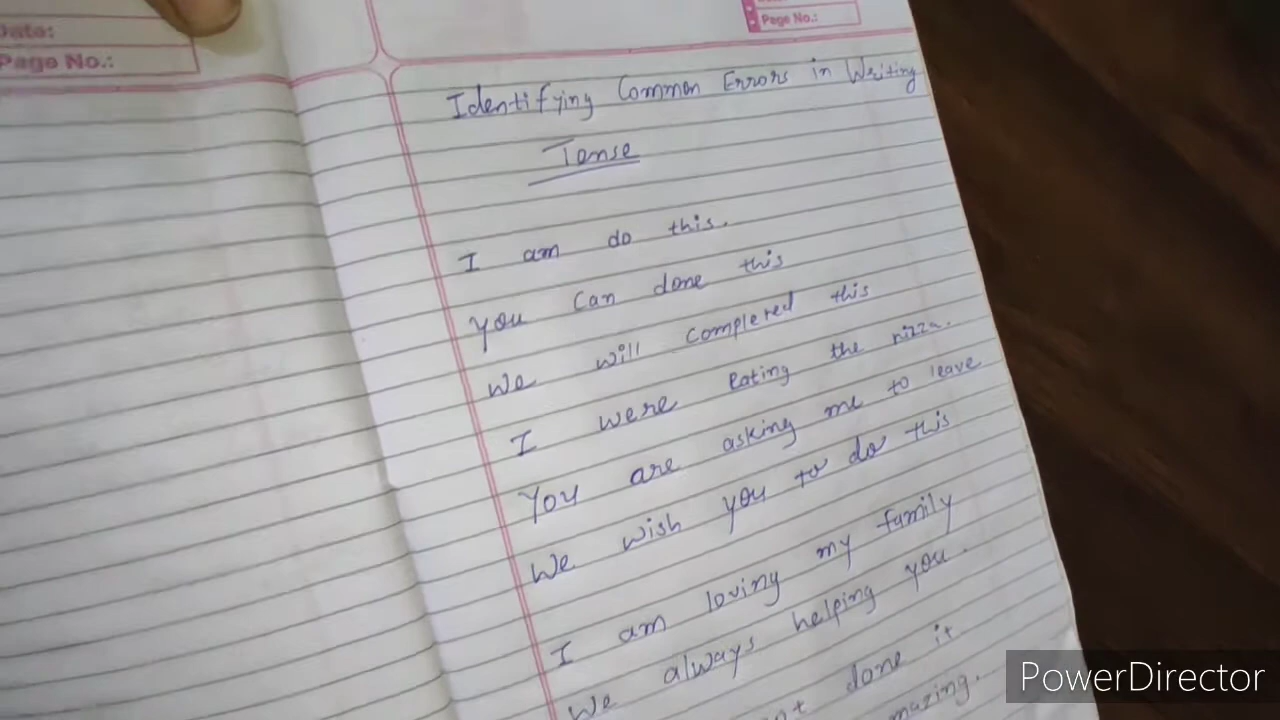 Date:
Page No.:
Page No.:
Identifying Common Errors in Writing
Tense
I am do this.
You can done this
We will completed this
I were eating the pizza.
You are asking me to leave
We wish you to do this
I am loving my family
We always helping you.
done it
PowerDirector